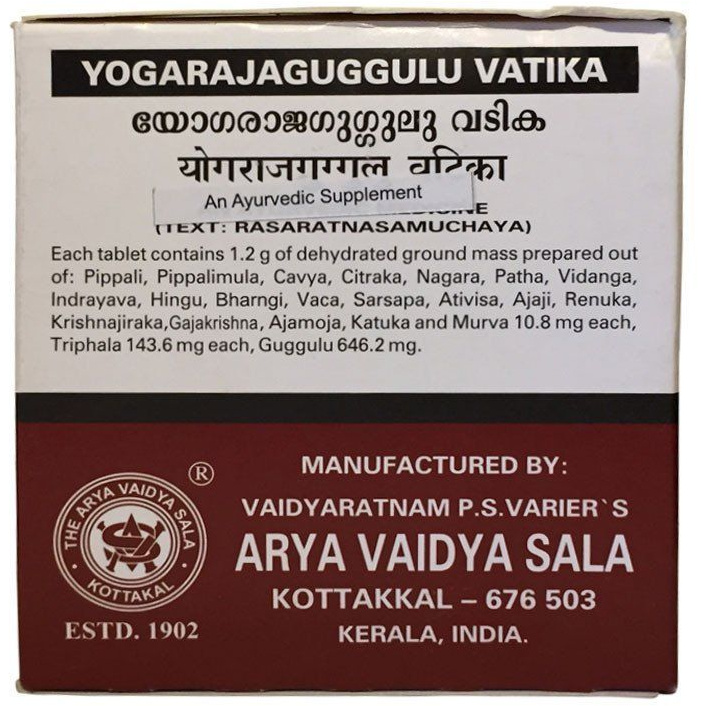 YOGARAJAGUGGULU VATIKA
യോഗരാജഗുഗ്ഗുലു വടിക
योगराजगग्गल वटिका
An Ayurvedic Supplement
(TEXT: RASARATNASAMUCHAYA)
Each tablet contains 1.2 g of dehydrated ground mass prepared out
of: Pippali, Pippalimula, Cavya, Citraka, Nagara, Patha, Vidanga,
Indrayava, Hingu, Bharngi, Vaca, Sarsapa, Ativisa, Ajaji, Renuka,
Krishnajiraka,Gajakrishna, Ajamoja, Katuka and Murva 10.8 mg each,
Triphala 143.6 mg each, Guggulu 646.2 mg.
®
THE ARYA VAIDYA SALA
· KOTTAKAL ·
ESTD. 1902
MANUFACTURED BY:
VAIDYARATNAM P.S.VARIER`S
ARYA VAIDYA SALA
KOTTAKKAL – 676 503
KERALA, INDIA.